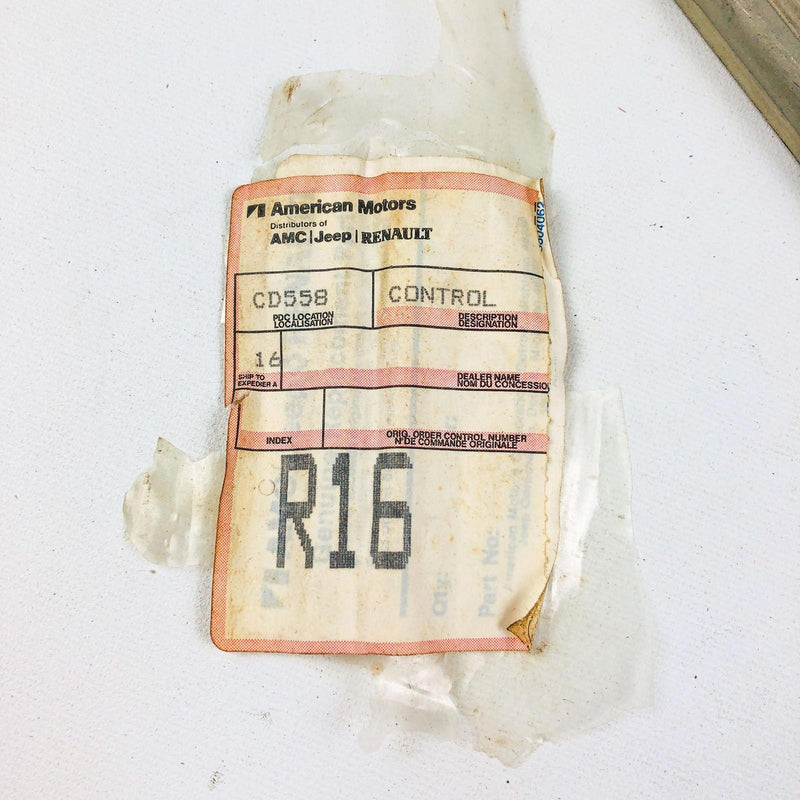 American Motors
Distributors of
AMC | Jeep | RENAULT
CD558
PDC LOCATION
LOCALISATION
CONTROL
DESCRIPTION
DESIGNATION
16
SHIP TO
EXPEDIER A
DEALER NAME
NOM DU CONCESSIO
INDEX
ORIG. ORDER CONTROL NUMBER
N° DE COMMANDE ORIGINALE
R16
Qty:
Part No: